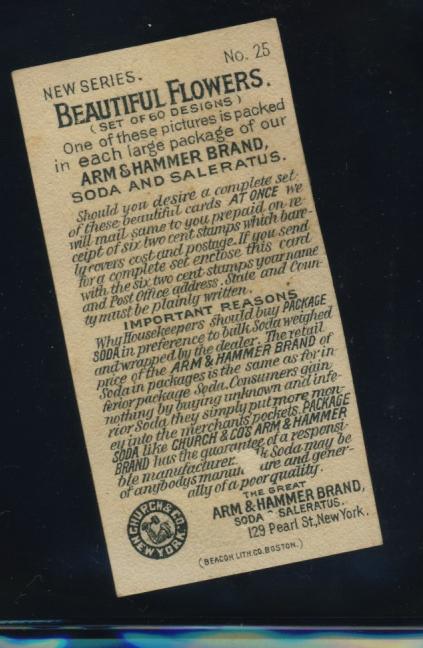 NEW SERIES. No. 25
BEAUTIFUL FLOWERS.
(SET OF 60 DESIGNS)
One of these pictures is packed
in each large package of our
ARM & HAMMER BRAND,
SODA AND SALERATUS.
Should you desire a complete set
of these beautiful cards AT ONCE we
will mail same to you prepaid on re-
ceipt of six two cent stamps which bare-
ly covers cost and postage. If you send
for a complete set enclose this card
with the six two cent stamps your name
and Post Office address. State and Coun-
ty must be plainly written.
IMPORTANT REASONS
Why Housekeepers should buy PACKAGE
SODA in preference to bulk Soda weighed
and wrapped by the dealer. The retail
price of the ARM & HAMMER BRAND of
Soda in packages is the same as for in-
ferior package Soda. Consumers gain
nothing by buying unknown and infe-
rior Soda they simply put more mon-
ey into the merchants pockets. PACKAGE
SODA like CHURCH & CO'S ARM & HAMMER
BRAND has the guarantee of a responsi-
ble manufacturer. k Soda may be
of anybodys manu ure and gener-
ally of a poor quality.
THE GREAT
ARM & HAMMER BRAND,
SODA & SALERATUS.
129 Pearl St., New York.
CHURCH & CO.
NEW YORK
(BEACON LITH. CO. BOSTON.)